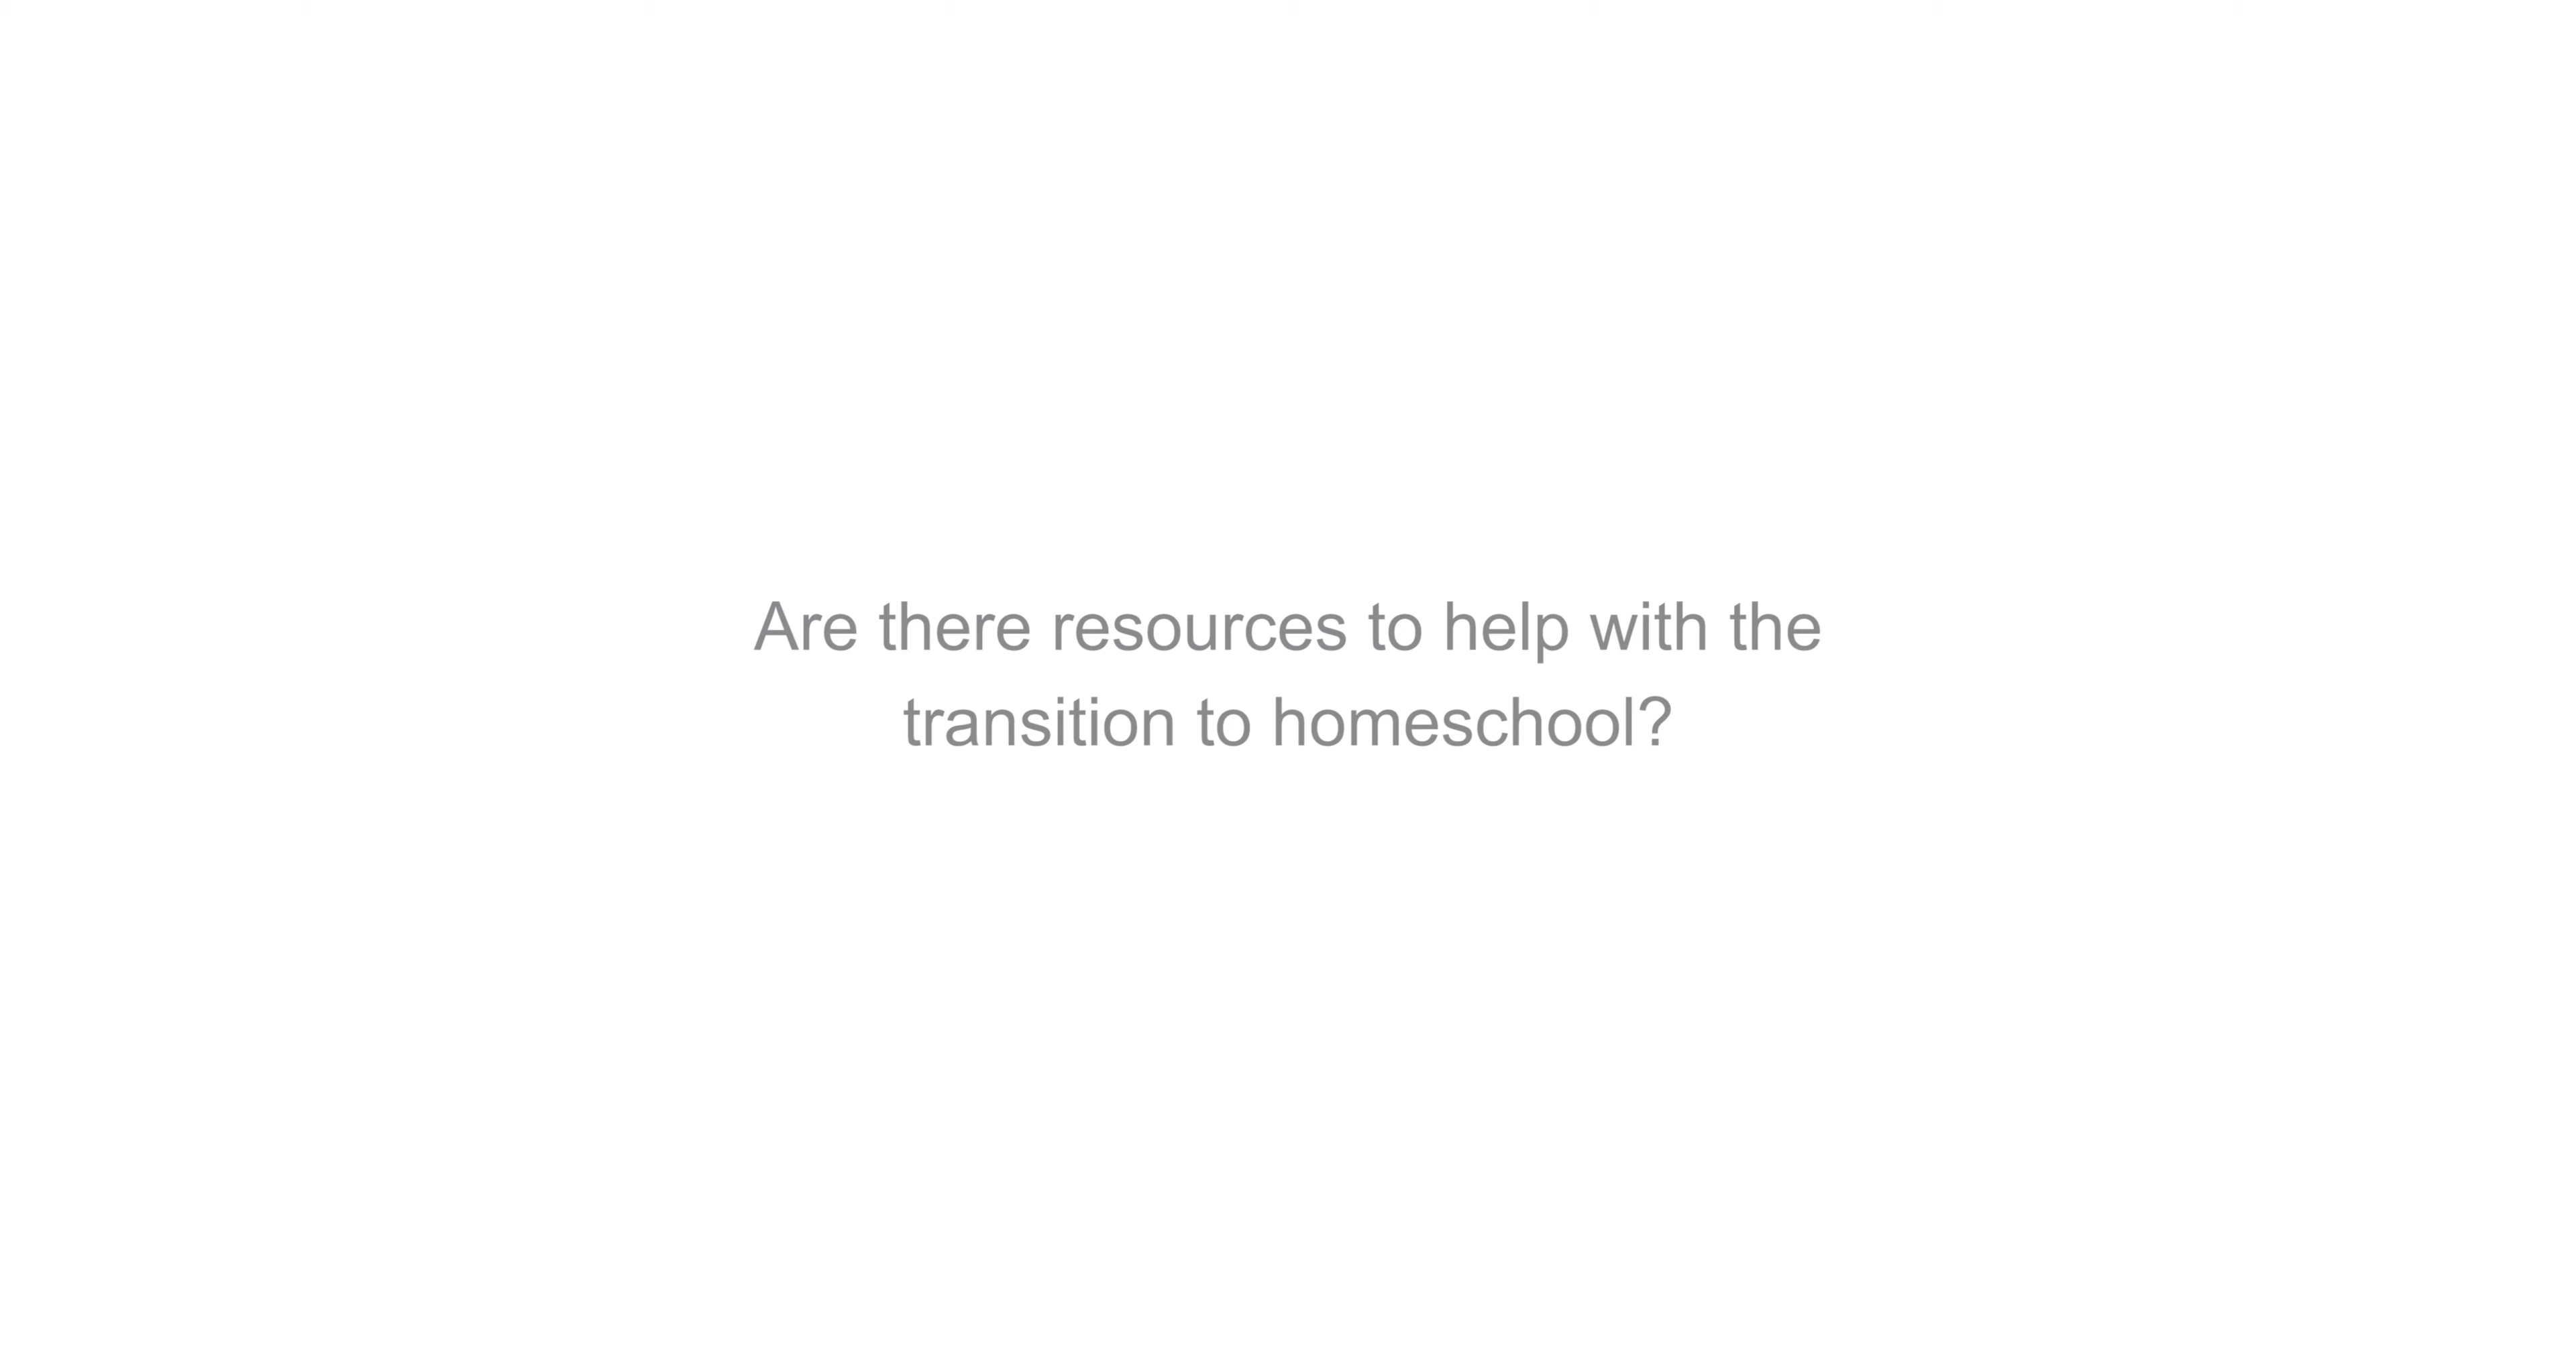 Are there resources to help with the
transition to homeschool?